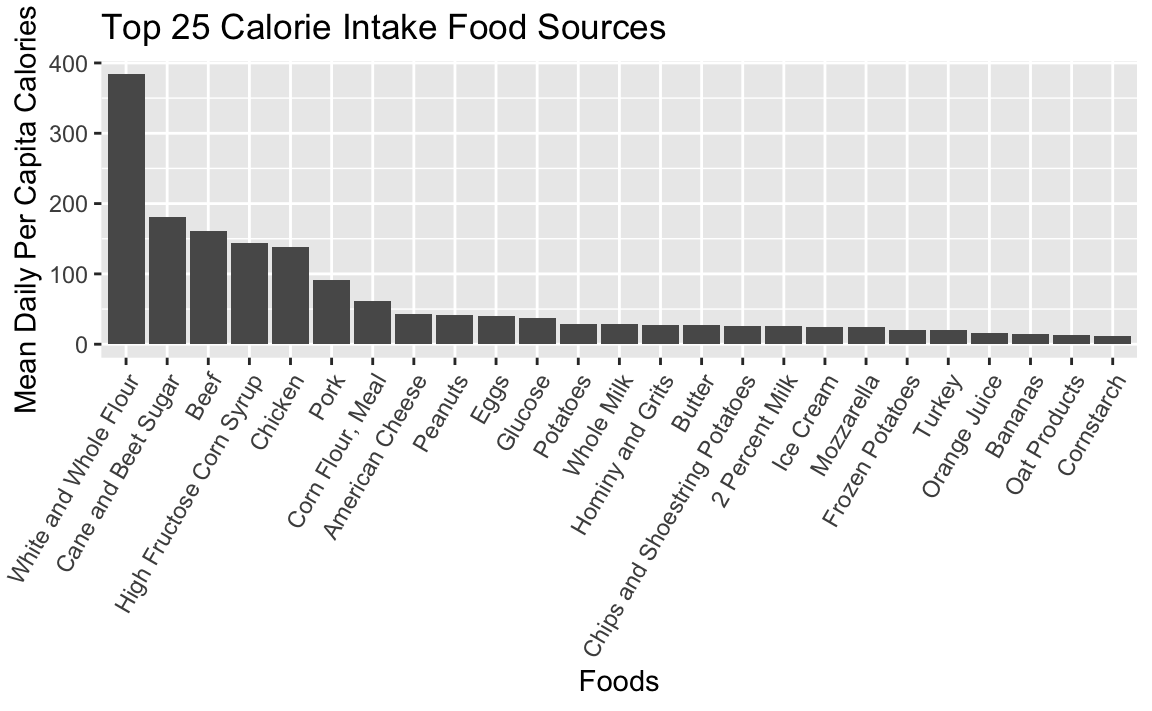 Top 25 Calorie Intake Food Sources
Mean Daily Per Capita Calories
400
300
200
100
0
White and Whole Flour
Cane and Beet Sugar
Beef
High Fructose Corn Syrup
Chicken
Pork
Corn Flour, Meal
American Cheese
Peanuts
Eggs
Glucose
Potatoes
Whole Milk
Hominy and Grits
Butter
Chips and Shoestring Potatoes
2 Percent Milk
Ice Cream
Mozzarella
Frozen Potatoes
Turkey
Orange Juice
Bananas
Oat Products
Cornstarch
Foods